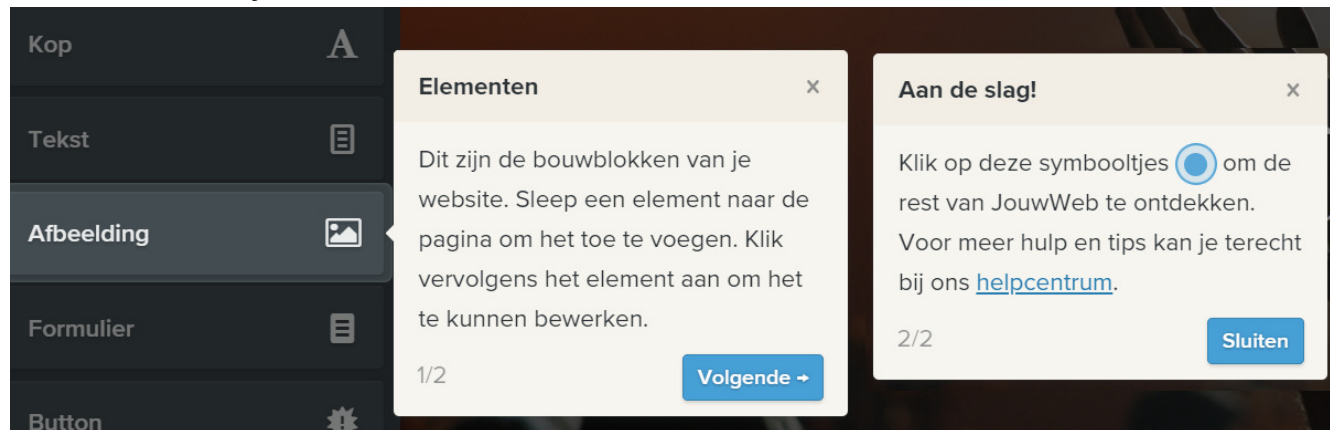 Kop
Tekst
Afbeelding
Formulier
Button
Elementen
Dit zijn de bouwblokken van je
website. Sleep een element naar de
pagina om het toe te voegen. Klik
vervolgens het element aan om het
te kunnen bewerken.
1/2
Volgende →
Aan de slag!
Klik op deze symbooltjes om de
rest van JouwWeb te ontdekken.
Voor meer hulp en tips kan je terecht
bij ons helpcentrum.
2/2
Sluiten